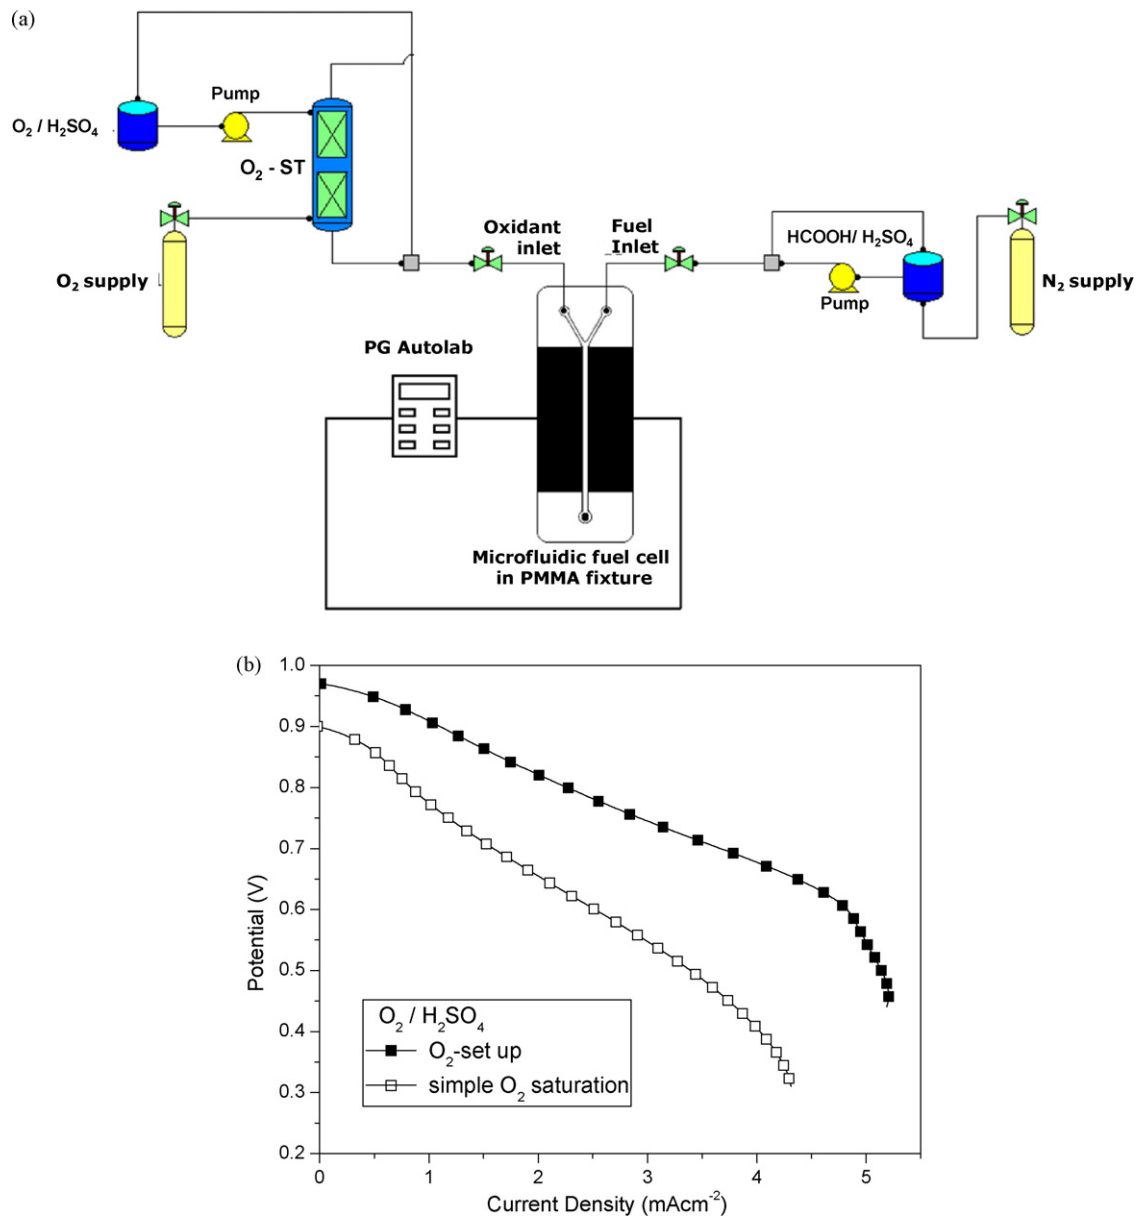 (a)
Pump
O₂ / H₂SO₄
O₂ - ST
Oxidant
inlet
Fuel
Inlet
HCOOH/ H₂SO₄
O₂ supply
Pump
N₂ supply
PG Autolab
Microfluidic fuel cell
in PMMA fixture
(b)
1.0
0.9
0.8
0.7
0.6
0.5
0.4
0.3
0.2
Potential (V)
O₂ / H₂SO₄
O₂-set up
simple O₂ saturation
0 1 2 3 4 5
Current Density (mAcm⁻²)